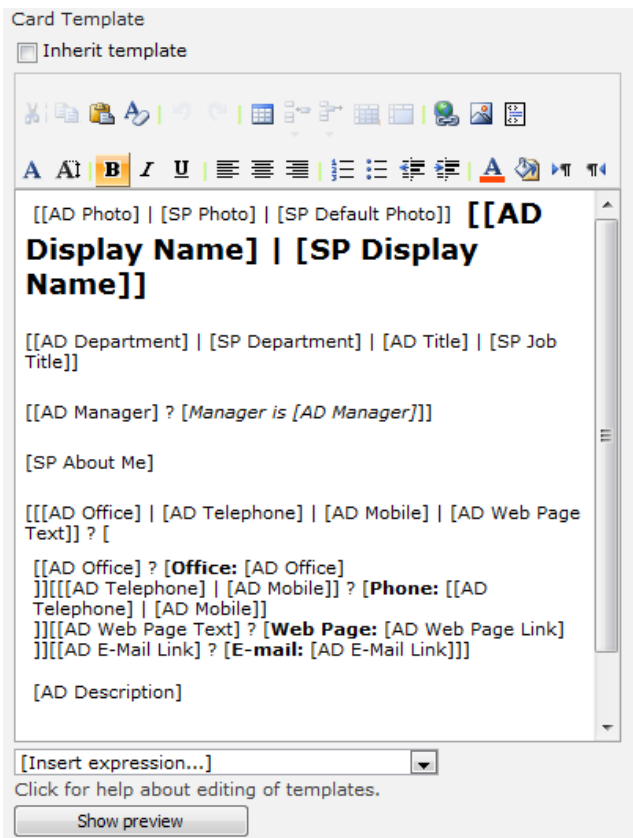 Card Template
Inherit template
A A B I U A
[[AD Photo] | [SP Photo] | [SP Default Photo]] [[AD
Display Name] | [SP Display
Name]]
[[AD Department] | [SP Department] | [AD Title] | [SP Job
Title]]
[[AD Manager] ? [Manager is [AD Manager]]]
[SP About Me]
[[[AD Office] | [AD Telephone] | [AD Mobile] | [AD Web Page
Text]] ? [
[[AD Office] ? [Office: [AD Office]
]][[[AD Telephone] | [AD Mobile]] ? [Phone: [[AD
Telephone] | [AD Mobile]]
]][[AD Web Page Text] ? [Web Page: [AD Web Page Link]
]][[AD E-Mail Link] ? [E-mail: [AD E-Mail Link]]]
[AD Description]
[Insert expression...]
Click for help about editing of templates.
Show preview